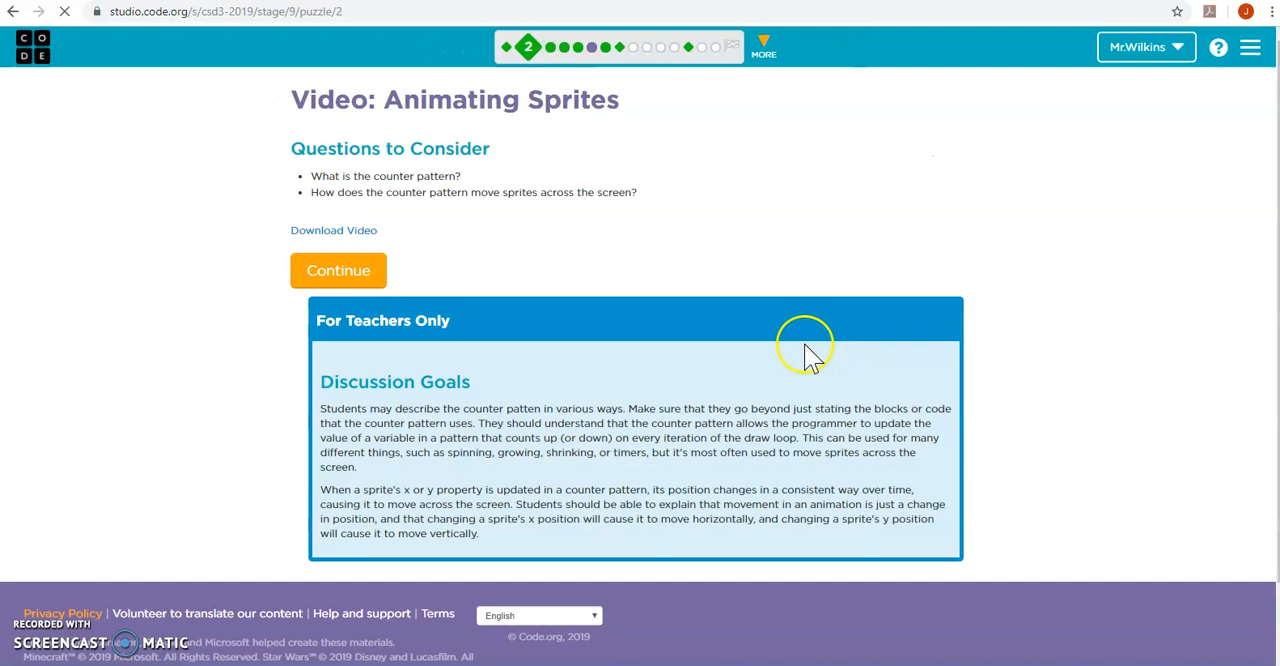 studio.code.org/s/csd3-2019/stage/9/puzzle/2
J
C O
D E
2
MORE
Mr.Wilkins
?
Video: Animating Sprites
Questions to Consider
• What is the counter pattern?
• How does the counter pattern move sprites across the screen?
Download Video
Continue
For Teachers Only
Discussion Goals
Students may describe the counter patten in various ways. Make sure that they go beyond just stating the blocks or code
that the counter pattern uses. They should understand that the counter pattern allows the programmer to update the
value of a variable in a pattern that counts up (or down) on every iteration of the draw loop. This can be used for many
different things, such as spinning, growing, shrinking, or timers, but it's most often used to move sprites across the
screen.
When a sprite's x or y property is updated in a counter pattern, its position changes in a consistent way over time,
causing it to move across the screen. Students should be able to explain that movement in an animation is just a change
in position, and that changing a sprite's x position will cause it to move horizontally, and changing a sprite's y position
will cause it to move vertically.
Privacy Policy | Volunteer to translate our content | Help and support | Terms
English
RECORDED WITH
SCREENCAST MATIC
© Code.org, 2019
and Microsoft helped create these materials.
Minecraft™ © 2019 Microsoft. All Rights Reserved. Star Wars™ © 2019 Disney and Lucasfilm. All